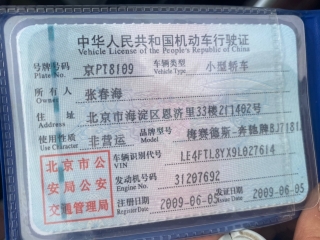 中华人民共和国机动车行驶证
Vehicle License of the People's Republic of China
号牌号码 京PT8109 车辆类型 小型轿车
Plate No. Vehicle Type
所有人 张春海
Owner
住址 北京市海淀区恩济里33楼2门402号
Address
使用性质 非营运 品牌型号 梅赛德斯-奔驰牌BJ7181
Use Character Model
北京市公安局公安交通管理局
车辆识别代号 LE4FTL8YX9L027614
VIN
发动机号码 31207692
Engine No.
注册日期 2009-06-05 发证日期 2009-06-05
Register Date Issue Date